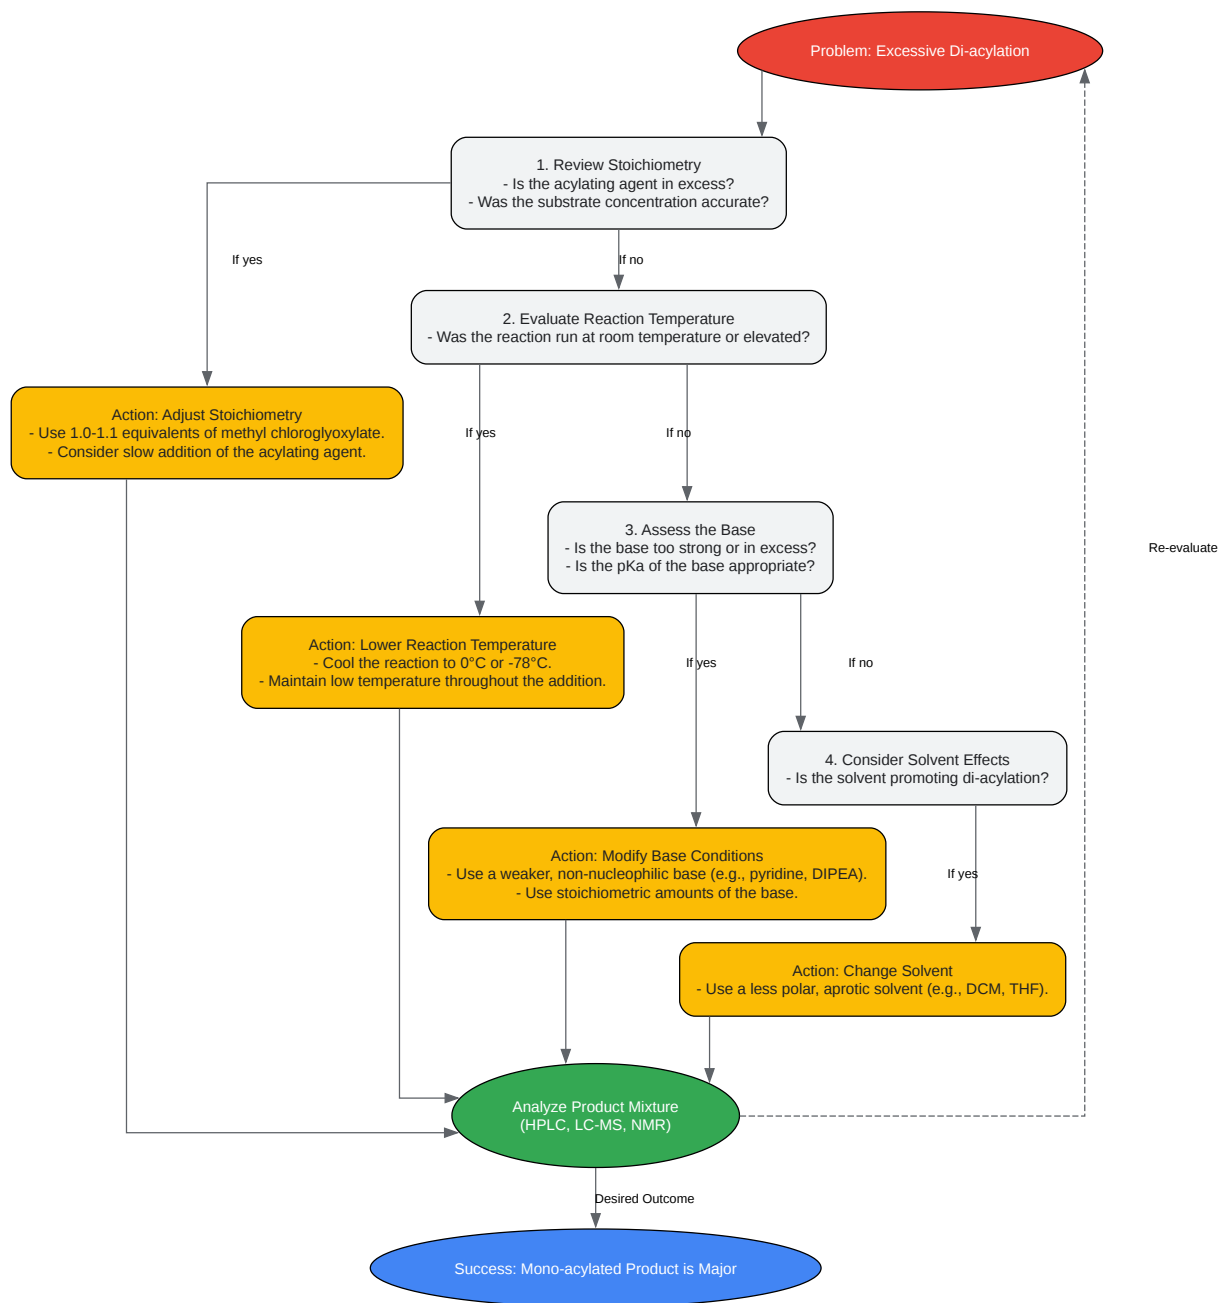 Problem: Excessive Di-acylation
1. Review Stoichiometry
- Is the acylating agent in excess?
- Was the substrate concentration accurate?
If yes
If no
2. Evaluate Reaction Temperature
- Was the reaction run at room temperature or elevated?
Action: Adjust Stoichiometry
- Use 1.0-1.1 equivalents of methyl chloroglyoxylate.
- Consider slow addition of the acylating agent.
If yes
If no
3. Assess the Base
- Is the base too strong or in excess?
- Is the pKa of the base appropriate?
Re-evaluate
Action: Lower Reaction Temperature
- Cool the reaction to 0°C or -78°C.
- Maintain low temperature throughout the addition.
If yes
If no
4. Consider Solvent Effects
- Is the solvent promoting di-acylation?
Action: Modify Base Conditions
- Use a weaker, non-nucleophilic base (e.g., pyridine, DIPEA).
- Use stoichiometric amounts of the base.
If yes
Action: Change Solvent
- Use a less polar, aprotic solvent (e.g., DCM, THF).
Analyze Product Mixture
(HPLC, LC-MS, NMR)
Desired Outcome
Success: Mono-acylated Product is Major